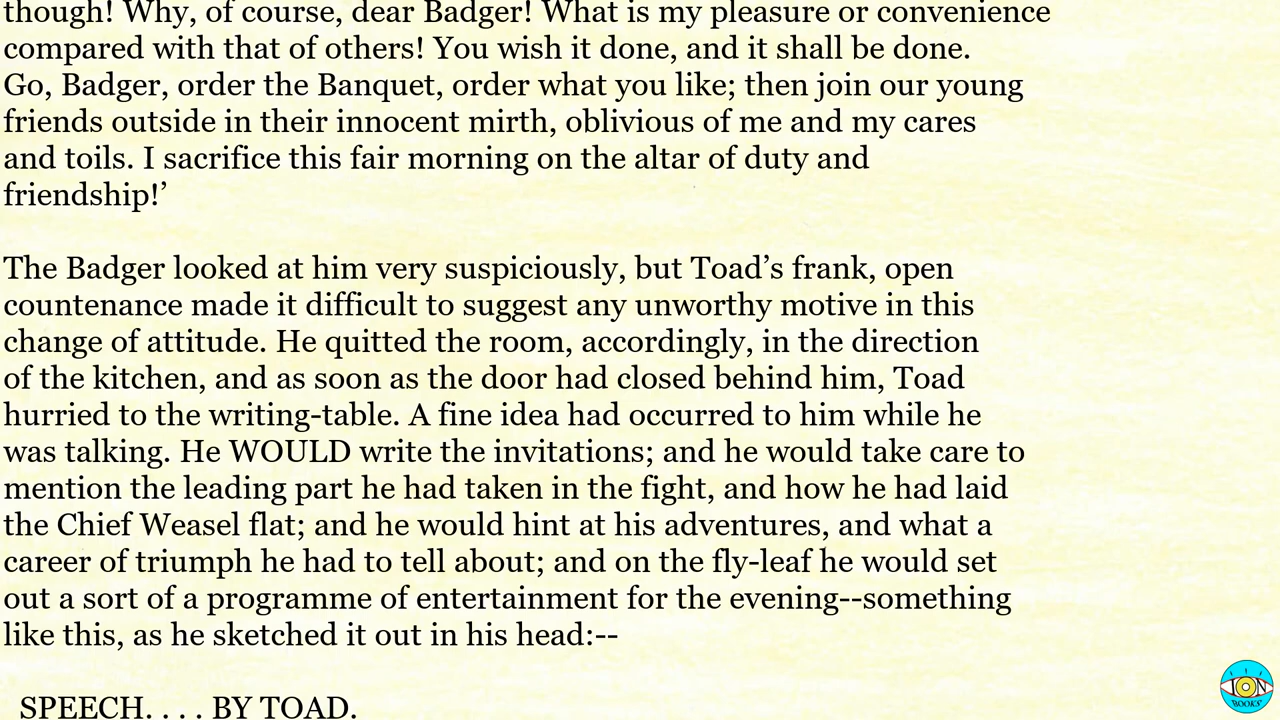 though! Why, of course, dear Badger! What is my pleasure or convenience
compared with that of others! You wish it done, and it shall be done.
Go, Badger, order the Banquet, order what you like; then join our young
friends outside in their innocent mirth, oblivious of me and my cares
and toils. I sacrifice this fair morning on the altar of duty and
friendship!’
The Badger looked at him very suspiciously, but Toad’s frank, open
countenance made it difficult to suggest any unworthy motive in this
change of attitude. He quitted the room, accordingly, in the direction
of the kitchen, and as soon as the door had closed behind him, Toad
hurried to the writing-table. A fine idea had occurred to him while he
was talking. He WOULD write the invitations; and he would take care to
mention the leading part he had taken in the fight, and how he had laid
the Chief Weasel flat; and he would hint at his adventures, and what a
career of triumph he had to tell about; and on the fly-leaf he would set
out a sort of a programme of entertainment for the evening--something
like this, as he sketched it out in his head:--
SPEECH. . . . BY TOAD.
ION
BOOKS